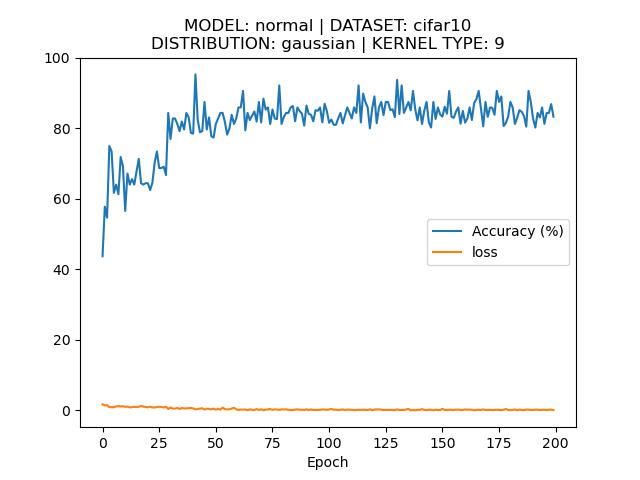 MODEL: normal | DATASET: cifar10
DISTRIBUTION: gaussian | KERNEL TYPE: 9
100
80
60
40
20
0
Accuracy (%)
loss
0 25 50 75 100 125 150 175 200
Epoch